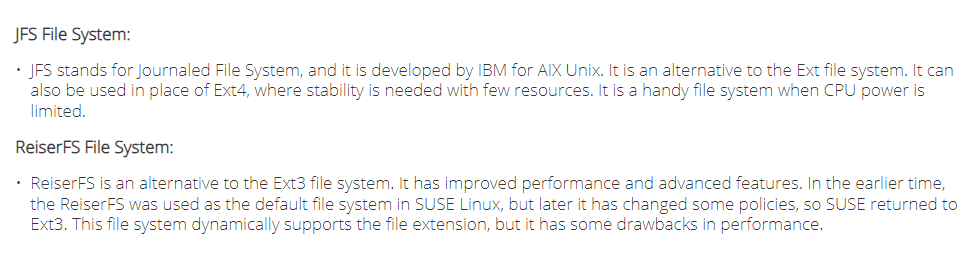 JFS File System:
• JFS stands for Journaled File System, and it is developed by IBM for AIX Unix. It is an alternative to the Ext file system. It can
also be used in place of Ext4, where stability is needed with few resources. It is a handy file system when CPU power is
limited.
ReiserFS File System:
• ReiserFS is an alternative to the Ext3 file system. It has improved performance and advanced features. In the earlier time,
the ReiserFS was used as the default file system in SUSE Linux, but later it has changed some policies, so SUSE returned to
Ext3. This file system dynamically supports the file extension, but it has some drawbacks in performance.